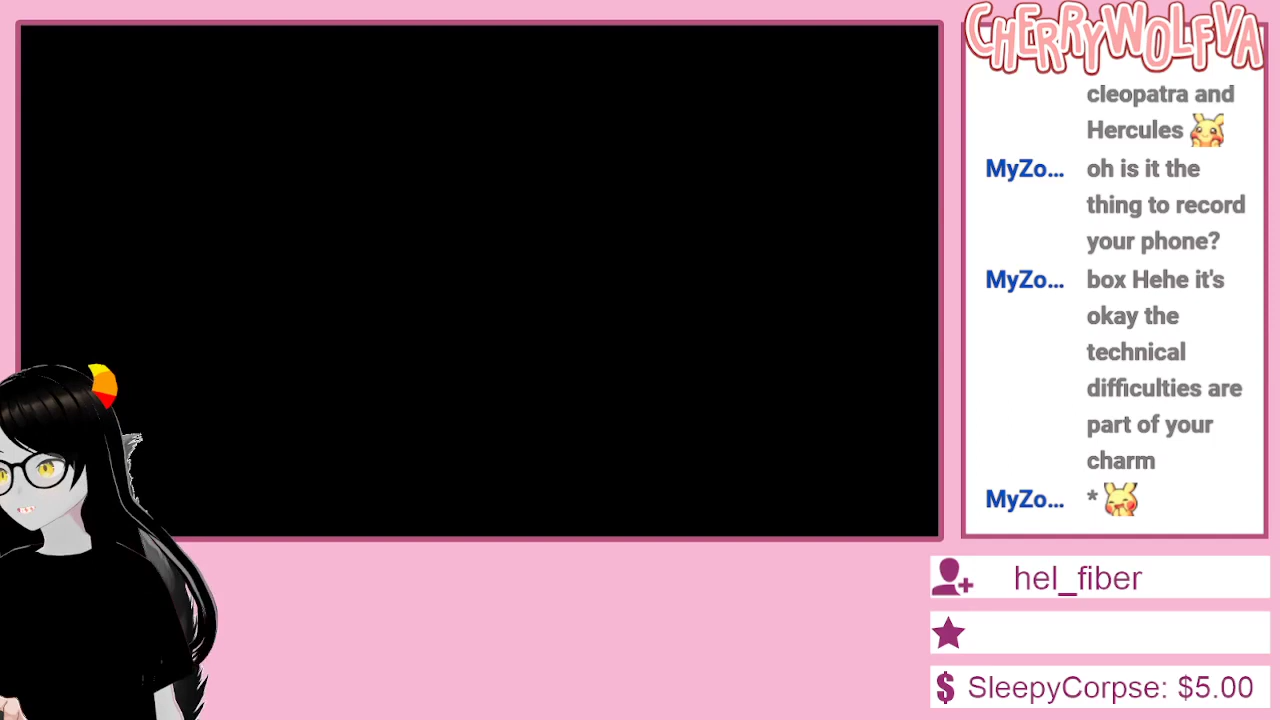 CHERRYWOLFVA
cleopatra and
Hercules
MyZo... oh is it the
thing to record
your phone?
MyZo... box Hehe it's
okay the
technical
difficulties are
part of your
charm
MyZo... *
hel_fiber
$ SleepyCorpse: $5.00